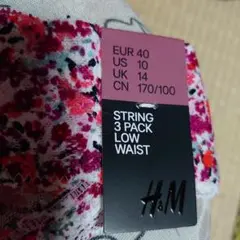 EUR 40
US 10
UK 14
CN 170/100
STRING
3 PACK
LOW
WAIST
H&M